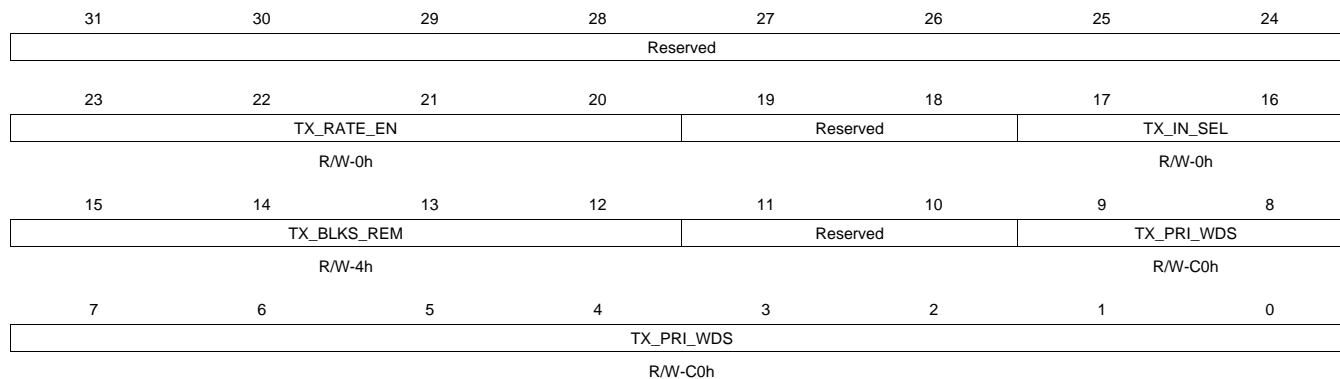 31 30 29 28 27 26 25 24
Reserved
23 22 21 20 19 18 17 16
TX_RATE_EN Reserved TX_IN_SEL
R/W-0h R/W-0h
15 14 13 12 11 10 9 8
TX_BLKS_REM Reserved TX_PRI_WDS
R/W-4h R/W-C0h
7 6 5 4 3 2 1 0
TX_PRI_WDS
R/W-C0h